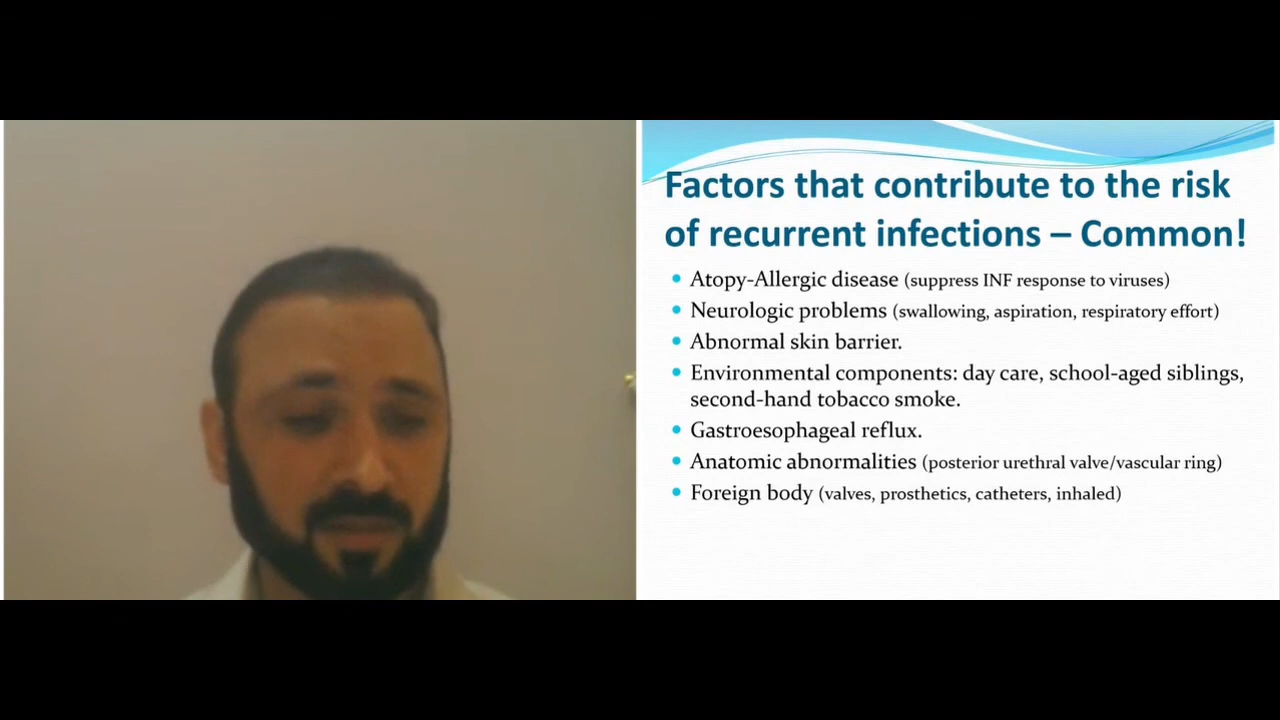 Factors that contribute to the risk
of recurrent infections – Common!
• Atopy-Allergic disease (suppress INF response to viruses)
• Neurologic problems (swallowing, aspiration, respiratory effort)
• Abnormal skin barrier.
• Environmental components: day care, school-aged siblings,
second-hand tobacco smoke.
• Gastroesophageal reflux.
• Anatomic abnormalities (posterior urethral valve/vascular ring)
• Foreign body (valves, prosthetics, catheters, inhaled)